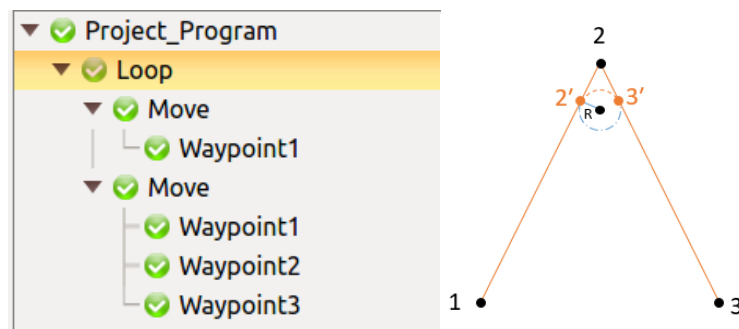 Project_Program
Loop
Move
Waypoint1
Move
Waypoint1
Waypoint2
Waypoint3
2
2′ 3′
R
1 3